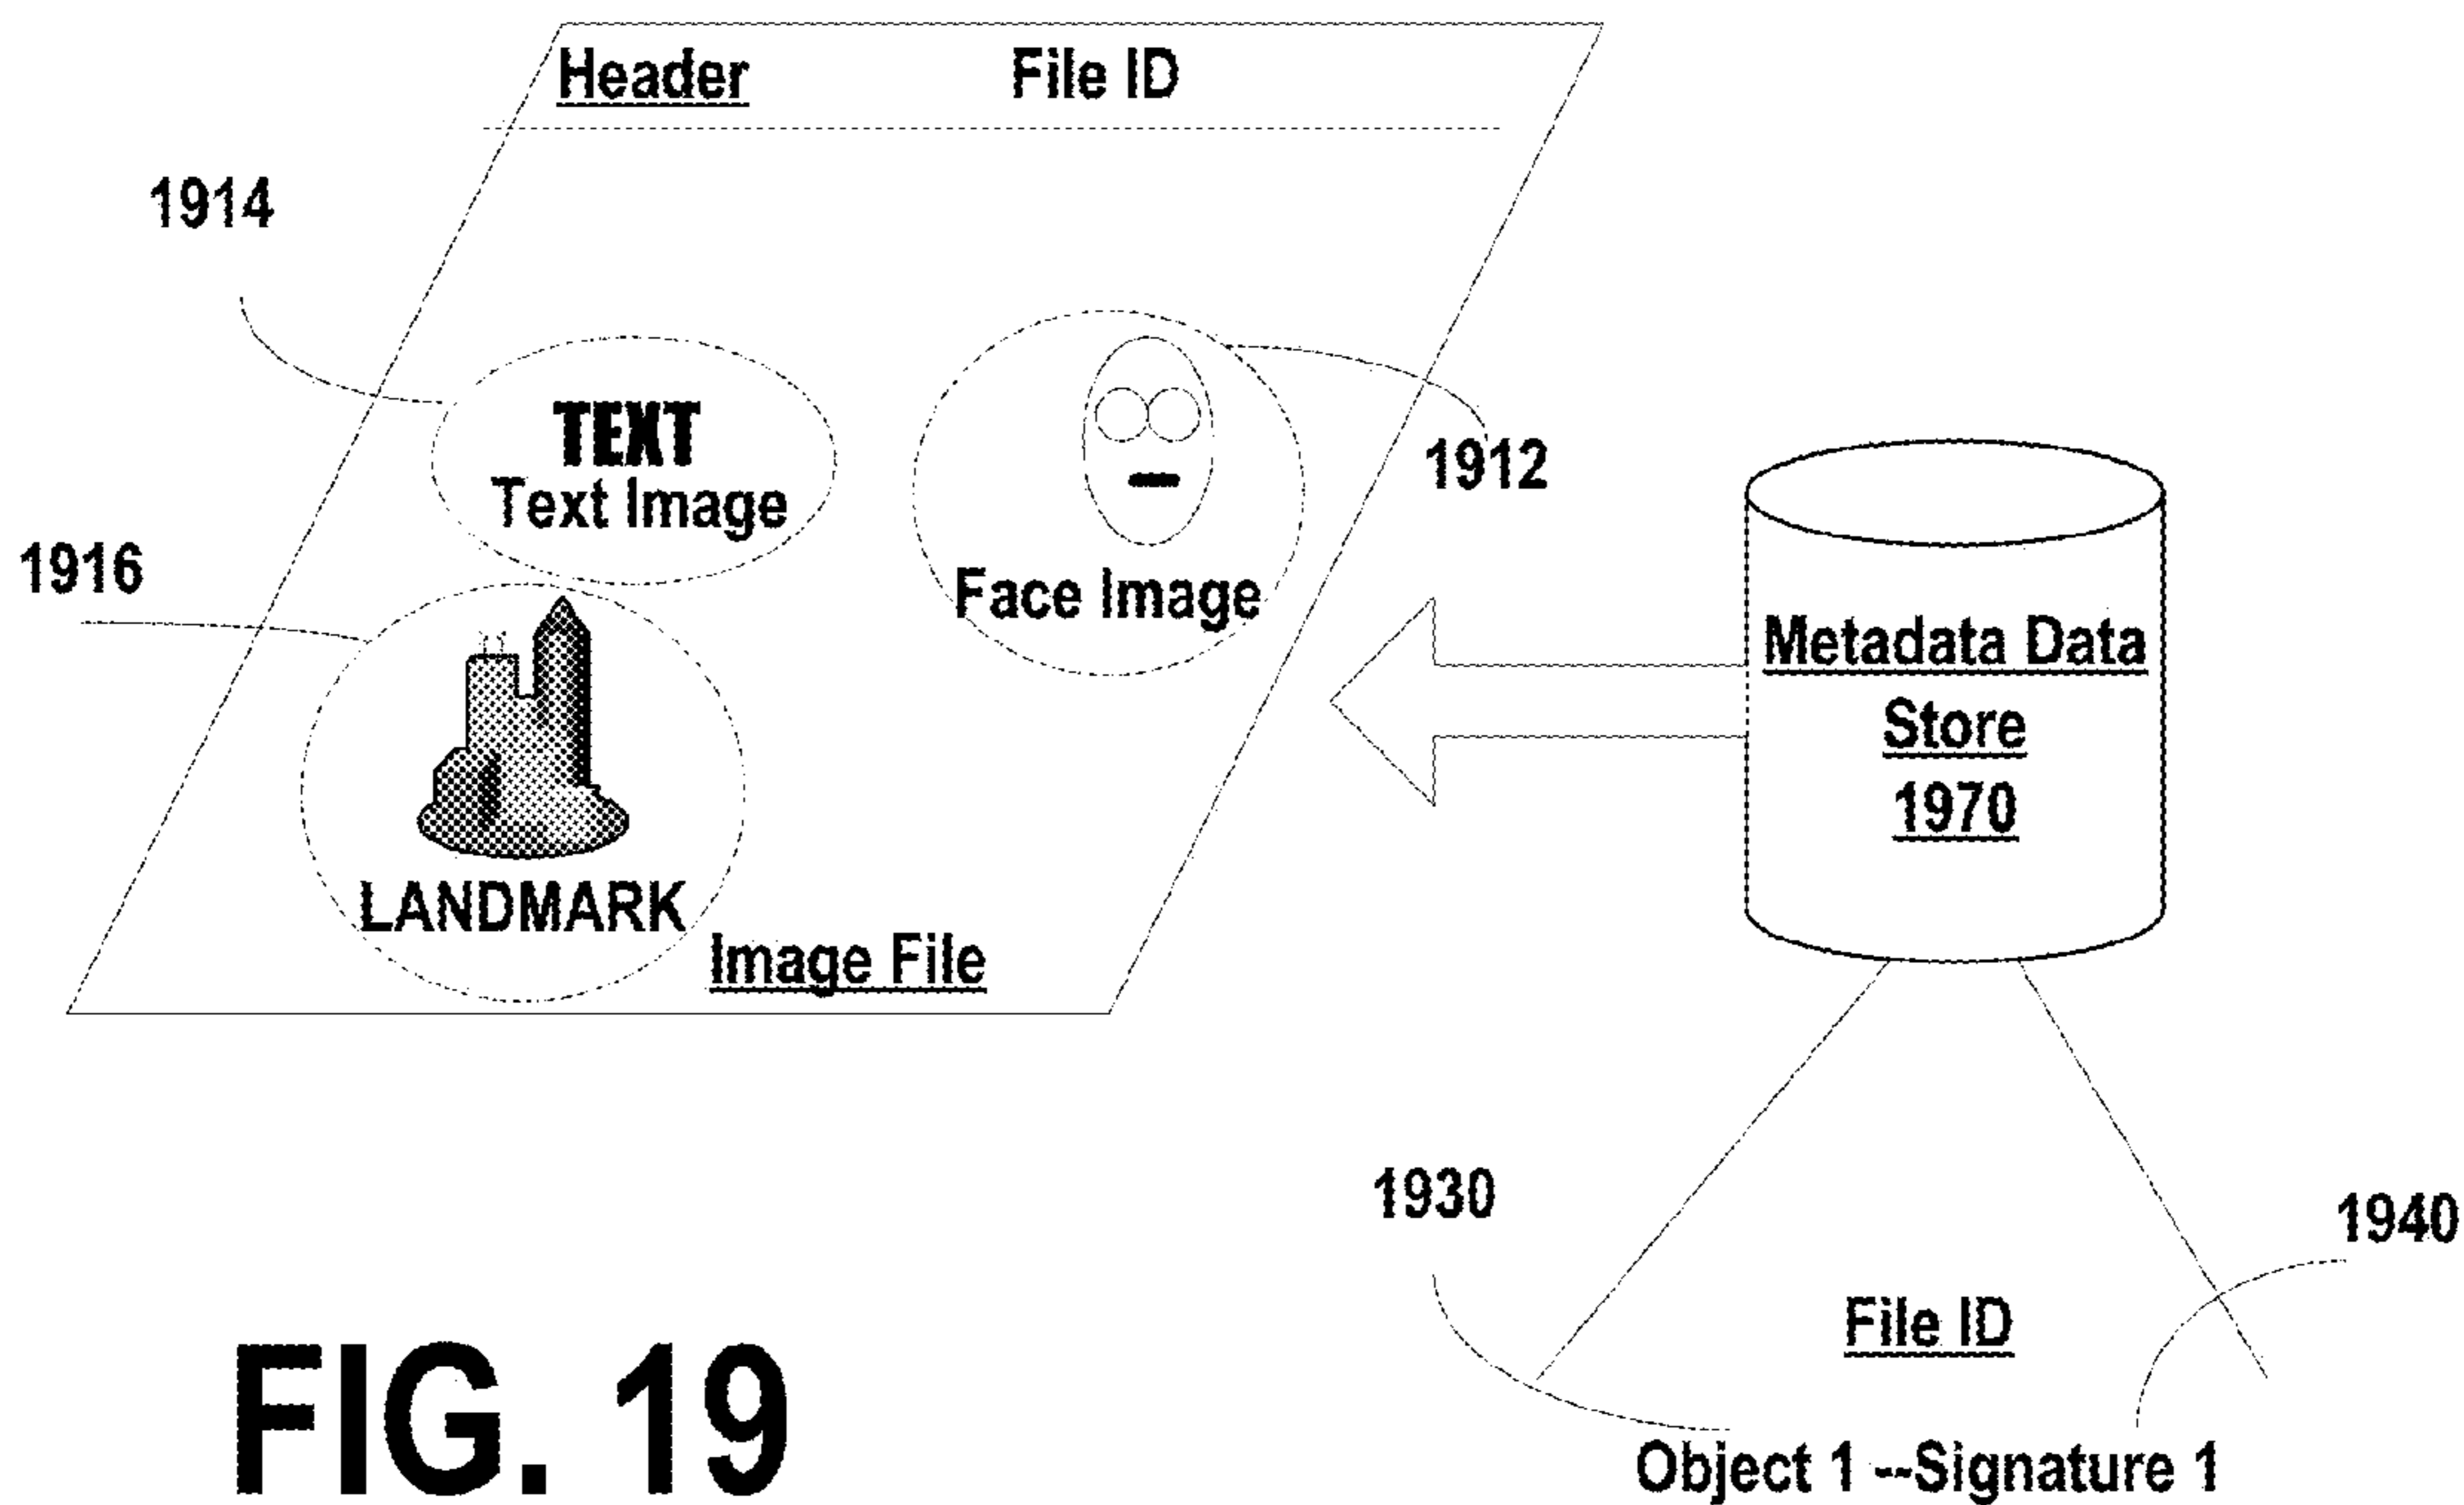 Header File ID
1914
TEXT
Text Image
1912
1916
Face Image
Metadata Data
Store
1970
LANDMARK
Image File
1930
1940
File ID
FIG. 19
Object 1 --Signature 1